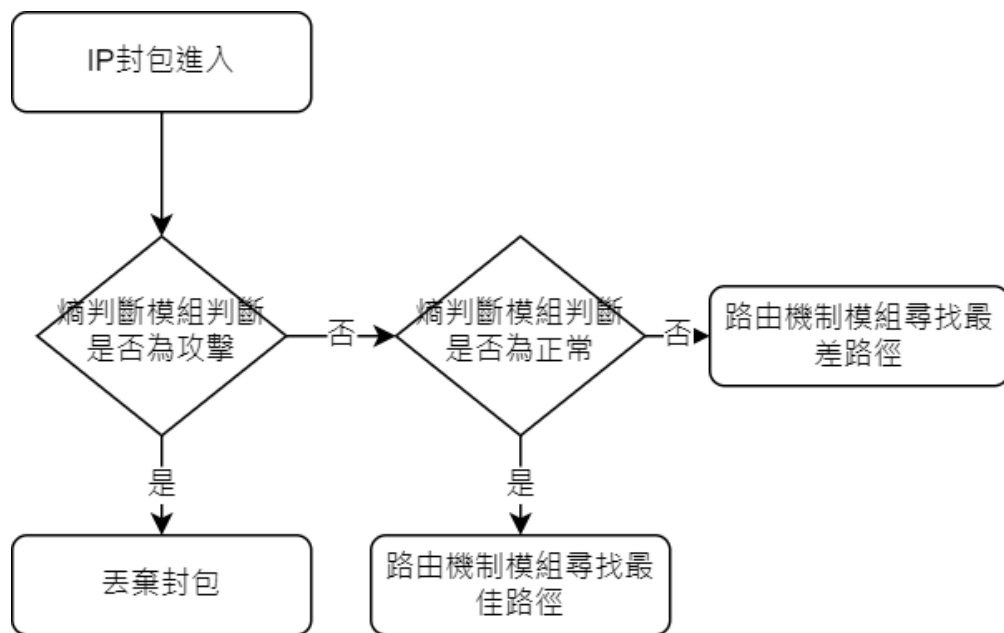 IP封包進入
熵判斷模組判斷
是否為攻擊
否
熵判斷模組判斷
是否為正常
否
路由機制模組尋找最
差路徑
是
丟棄封包
是
路由機制模組尋找最
佳路徑